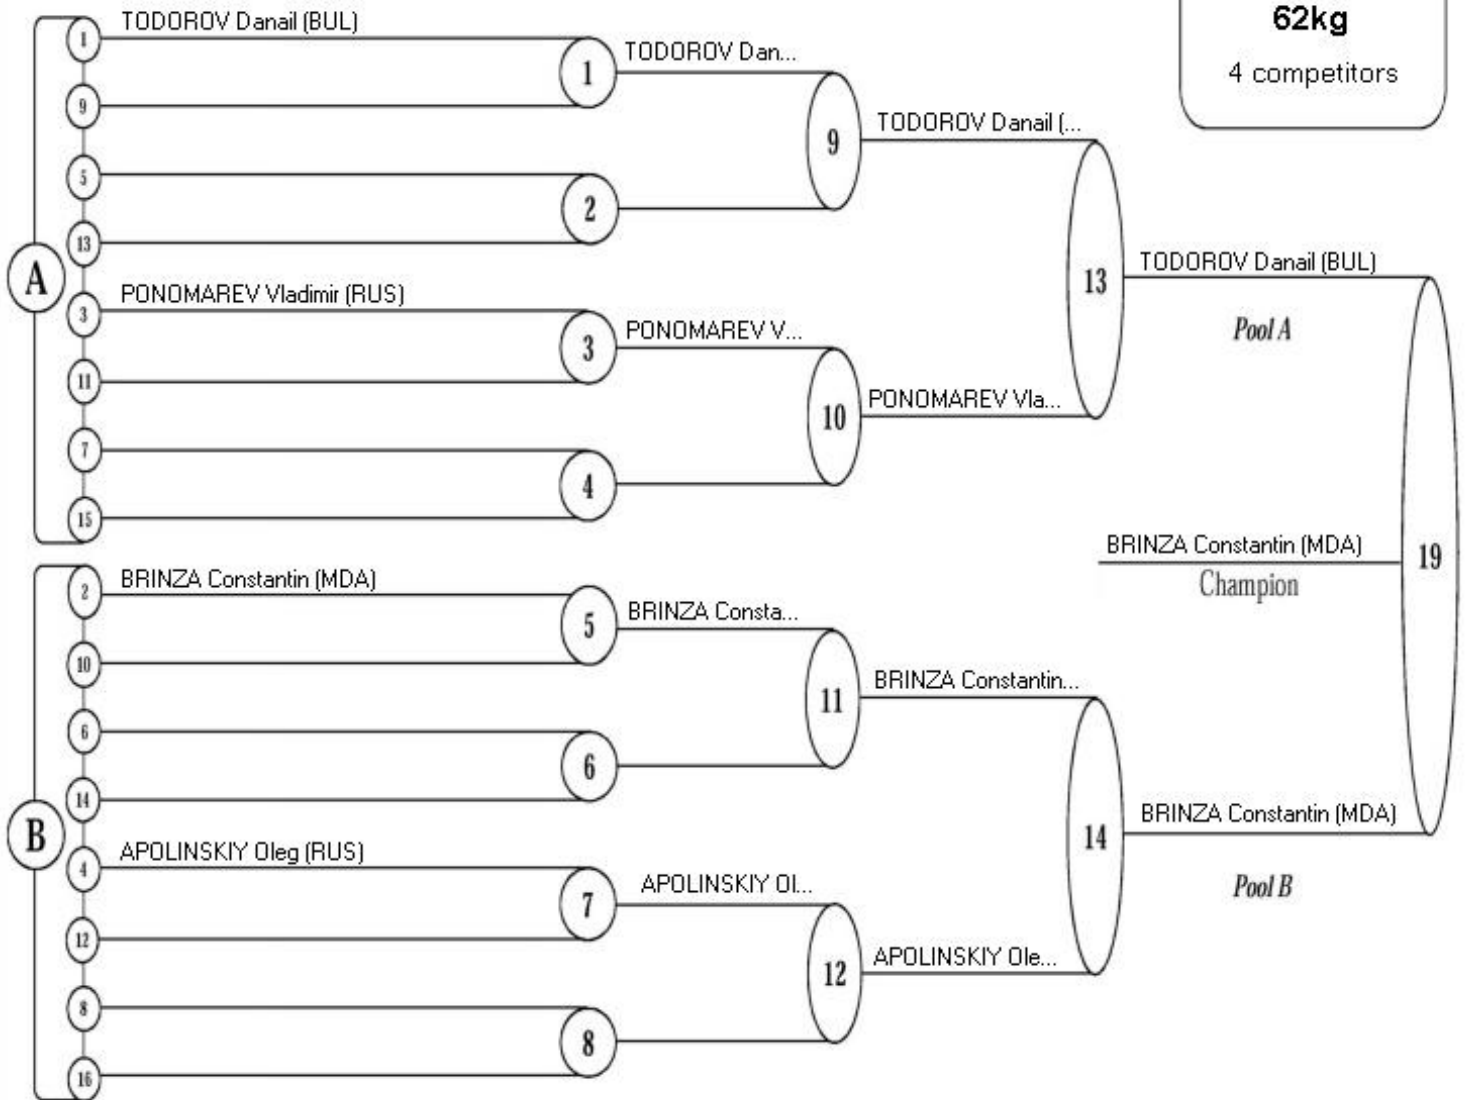 62kg
4 competitors
A
1
TODOROV Danail (BUL)
9
5
13
3
PONOMAREV Vladimir (RUS)
11
7
15
B
2
BRINZA Constantin (MDA)
10
6
14
4
APOLINSKIY Oleg (RUS)
12
8
16
1
TODOROV Dan...
2
3
PONOMAREV V...
4
5
BRINZA Consta...
6
7
APOLINSKIY Ol...
8
9
TODOROV Danail (...
10
PONOMAREV Vla...
11
BRINZA Constantin...
12
APOLINSKIY Ole...
13
TODOROV Danail (BUL)
Pool A
14
BRINZA Constantin (MDA)
Pool B
19
BRINZA Constantin (MDA)
Champion